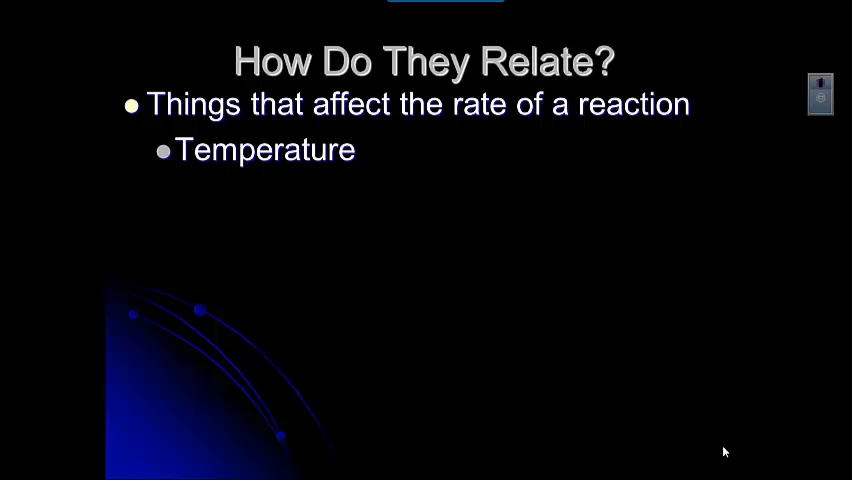 How Do They Relate?
Things that affect the rate of a reaction
Temperature